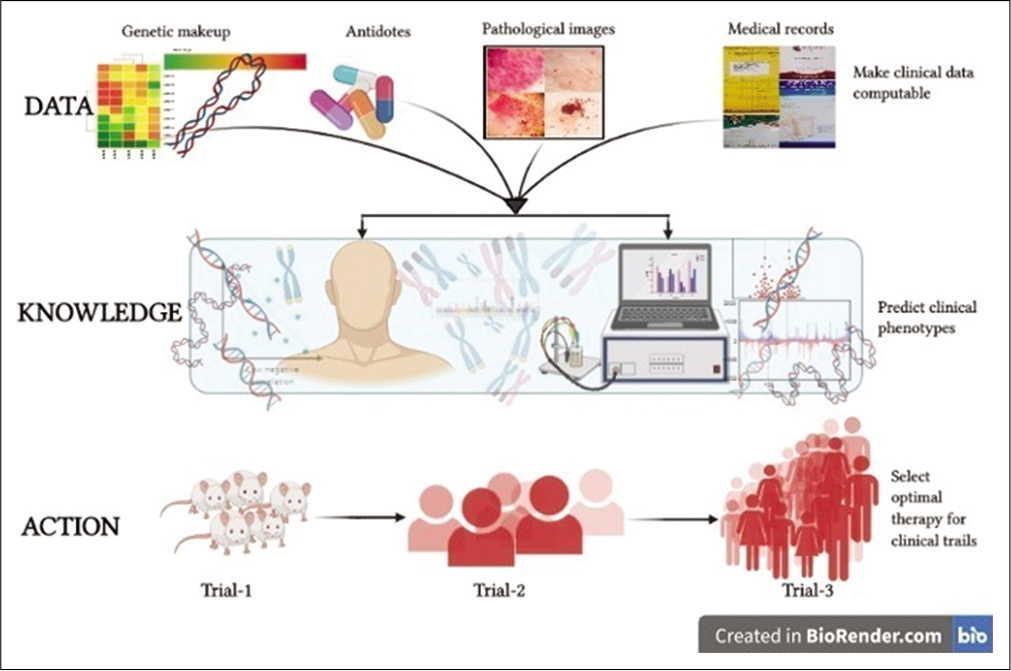 Genetic makeup
Antidotes
Pathological images
Medical records
DATA
Make clinical data
computable
KNOWLEDGE
Predict clinical
phenotypes
negative
ACTION
Select
optimal
therapy for
clinical trails
Trial-1
Trial-2
Trial-3
Created in BioRender.com
bio